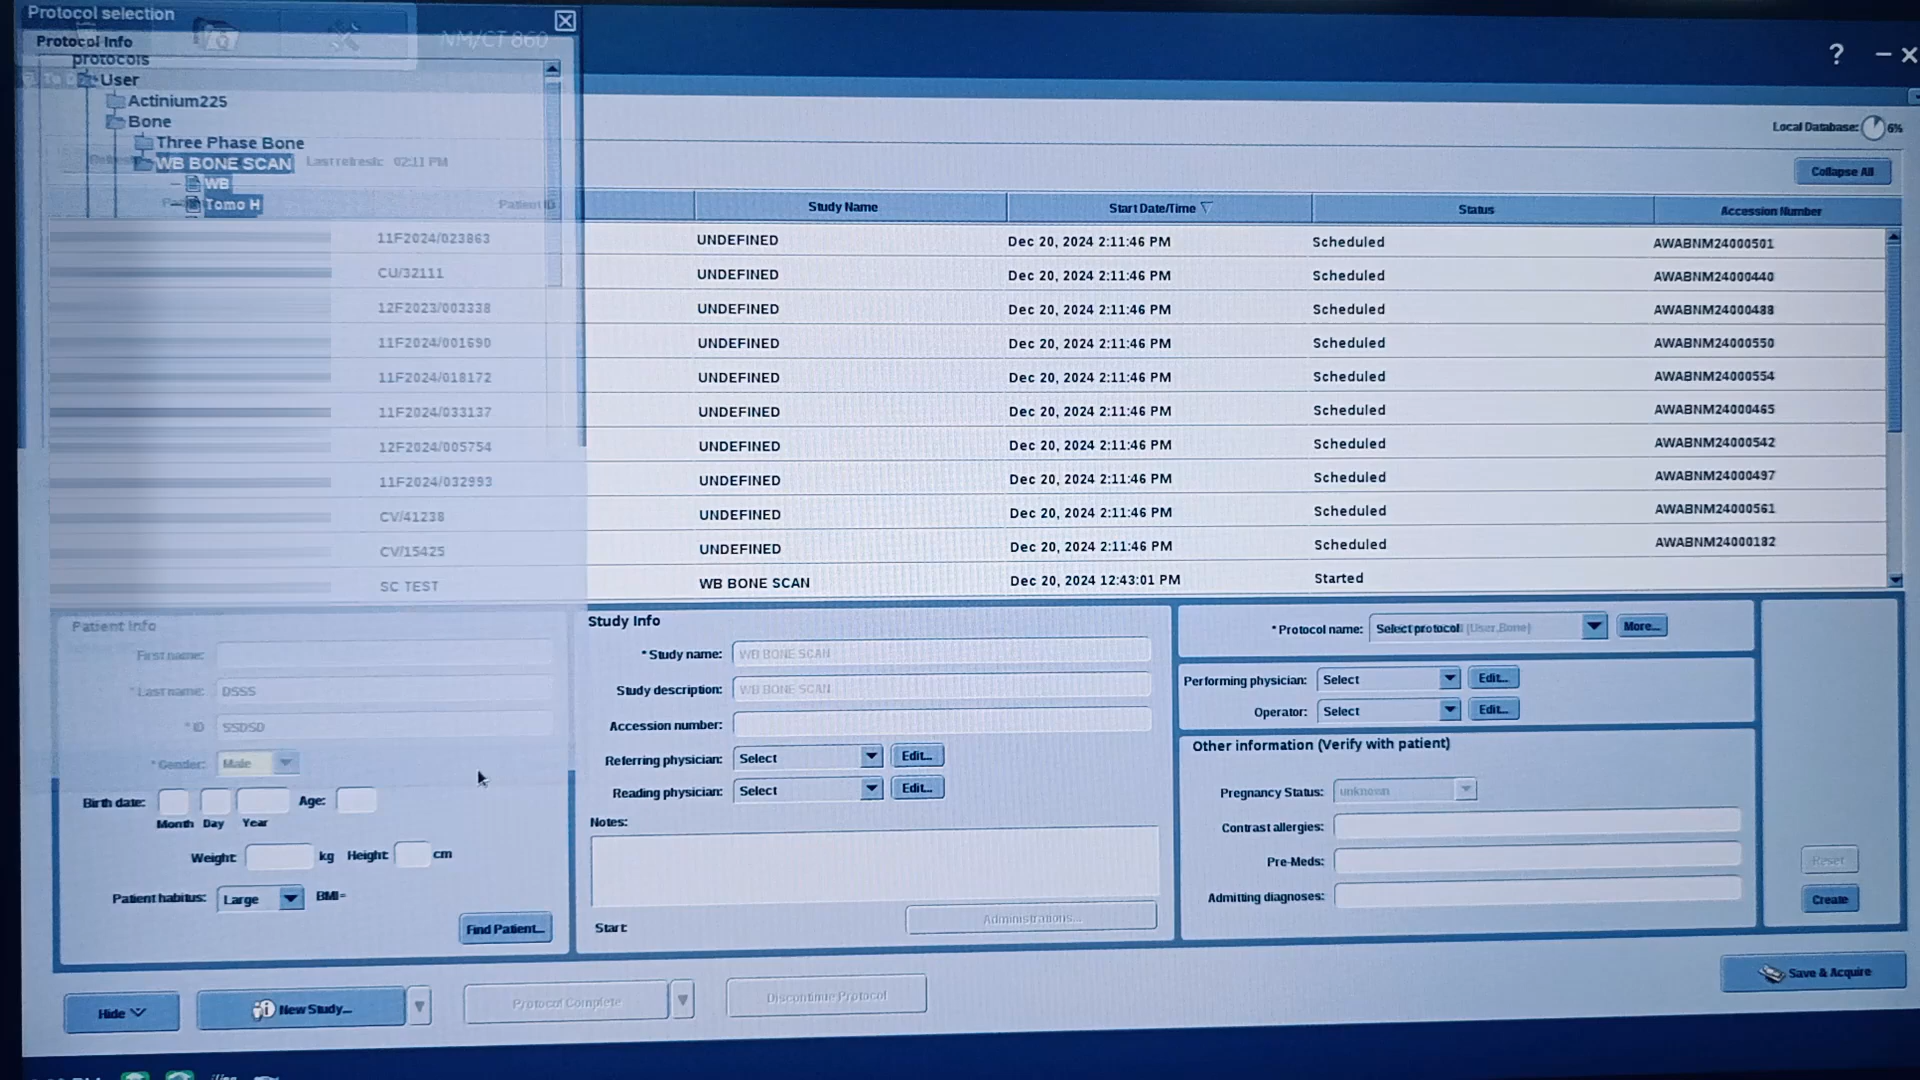 Protocol selection
Protocol Info
NM/CT 860
protocols
User
Actinium225
Bone
Three Phase Bone
WB BONE SCAN
Last refresh: 02:11 PM
WB
Tomo H
Local Database: 6%
Collapse All
Patient ID Study Name Start Date/Time Status Accession Number
11F2024/023863 UNDEFINED Dec 20, 2024 2:11:46 PM Scheduled AWABNM24000501
CU/32111 UNDEFINED Dec 20, 2024 2:11:46 PM Scheduled AWABNM24000440
12F2023/003338 UNDEFINED Dec 20, 2024 2:11:46 PM Scheduled AWABNM24000488
11F2024/001690 UNDEFINED Dec 20, 2024 2:11:46 PM Scheduled AWABNM24000550
11F2024/018172 UNDEFINED Dec 20, 2024 2:11:46 PM Scheduled AWABNM24000554
11F2024/033137 UNDEFINED Dec 20, 2024 2:11:46 PM Scheduled AWABNM24000465
12F2024/005754 UNDEFINED Dec 20, 2024 2:11:46 PM Scheduled AWABNM24000542
11F2024/032993 UNDEFINED Dec 20, 2024 2:11:46 PM Scheduled AWABNM24000497
CV/41238 UNDEFINED Dec 20, 2024 2:11:46 PM Scheduled AWABNM24000561
CV/15425 UNDEFINED Dec 20, 2024 2:11:46 PM Scheduled AWABNM24000182
SC TEST WB BONE SCAN Dec 20, 2024 12:43:01 PM Started
Patient Info
First name:
* Last name: DSSS
* ID SSDSD
* Gender: Male
Birth date: Age:
Month Day Year
Weight: kg Height: cm
Patient habitus: Large BMI=
Find Patient...
Study Info
* Study name: WB BONE SCAN
Study description: WB BONE SCAN
Accession number:
Referring physician: Select Edit...
Reading physician: Select Edit...
Notes:
Start:
Administrations...
* Protocol name: Select protocol [User,Bone] More...
Performing physician: Select Edit...
Operator: Select Edit...
Other information (Verify with patient)
Pregnancy Status: unknown
Contrast allergies:
Pre-Meds:
Admitting diagnoses:
Reset
Create
Hide
New Study...
Protocol Complete
Discontinue Protocol
Save & Acquire